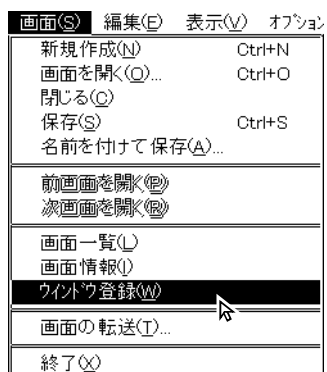 画面(S) 編集(E) 表示(V) ｵﾌﾟｼｮﾝ
新規作成(N) Ctrl+N
画面を開く(O)... Ctrl+O
閉じる(C)
保存(S) Ctrl+S
名前を付けて保存(A)...
前画面を開く(P)
次画面を開く(R)
画面一覧(L)
画面情報(I)
ｳｲﾝﾄﾞｳ登録(W)
画面の転送(T)...
終了(X)